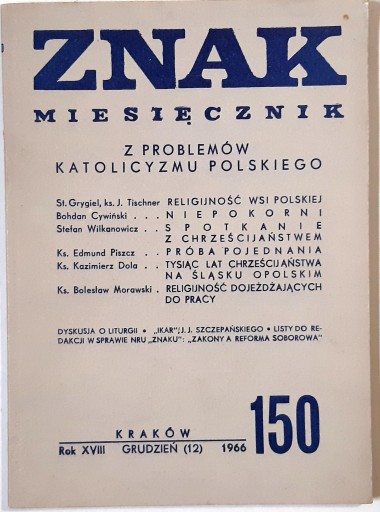 ZNAK
MIESIĘCZNIK
Z PROBLEMÓW
KATOLICYZMU POLSKIEGO
St. Grygiel, ks. J. Tischner RELIGIJNOŚĆ WSI POLSKIEJ
Bohdan Cywiński . . . NIEPOKORNI
Stefan Wilkanowicz . . SPOTKANIE
Z CHRZEŚCIJAŃSTWEM
Ks. Edmund Piszcz . . PRÓBA POJEDNANIA
Ks. Kazimierz Dola . . TYSIĄC LAT CHRZEŚCIJAŃSTWA
NA ŚLĄSKU OPOLSKIM
Ks. Bolesław Morawski . RELIGIJNOŚĆ DOJEŻDŻAJĄCYCH
DO PRACY
DYSKUSJA O LITURGII • „IKAR" J. J. SZCZEPAŃSKIEGO • LISTY DO RE-
DAKCJI W SPRAWIE NRU „ZNAKU": „ZAKONY A REFORMA SOBOROWA"
KRAKÓW
Rok XVIII GRUDZIEŃ (12) 1966
150